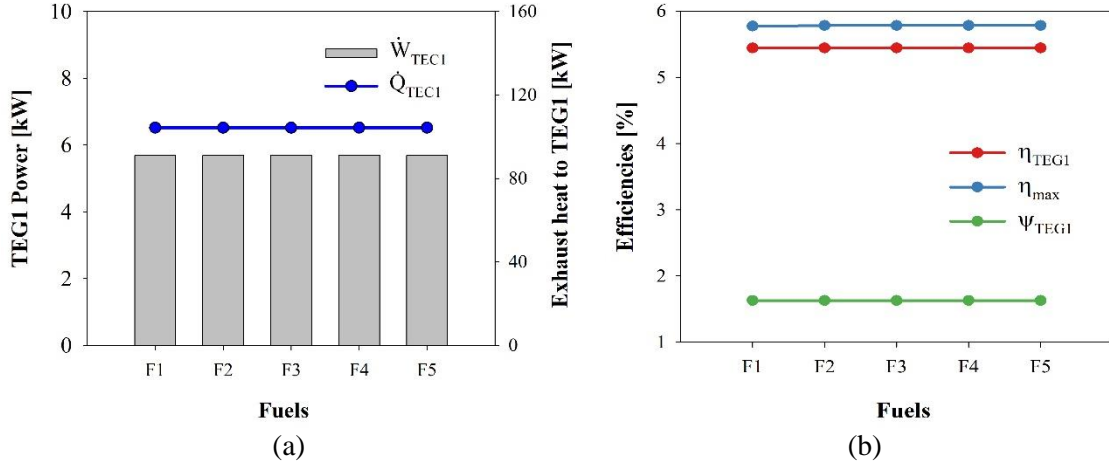 TEG1 Power [kW]
10
8
6
4
2
0
Ẇ_TEC1
Q̇_TEC1
160
120
80
40
0
Exhaust heat to TEG1 [kW]
F1 F2 F3 F4 F5
Fuels
(a)
Efficiencies [%]
6
5
4
3
2
1
η_TEG1
η_max
ψ_TEG1
F1 F2 F3 F4 F5
Fuels
(b)